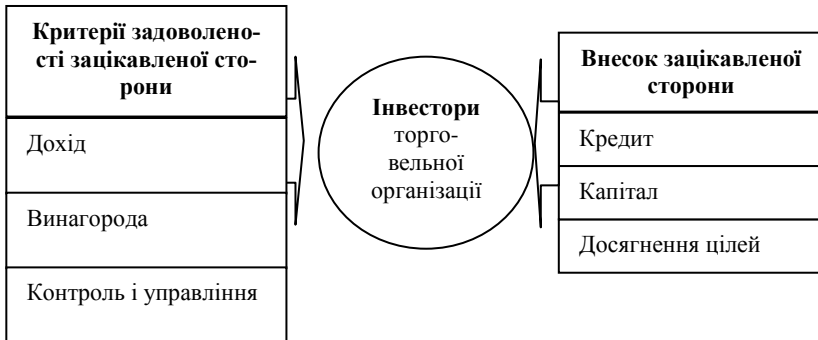 Критерії задоволено-
сті зацікавленої сто-
рони
Дохід
Винагорода
Контроль і управління
Інвестори
торго-
вельної
організації
Внесок зацікавленої
сторони
Кредит
Капітал
Досягнення цілей